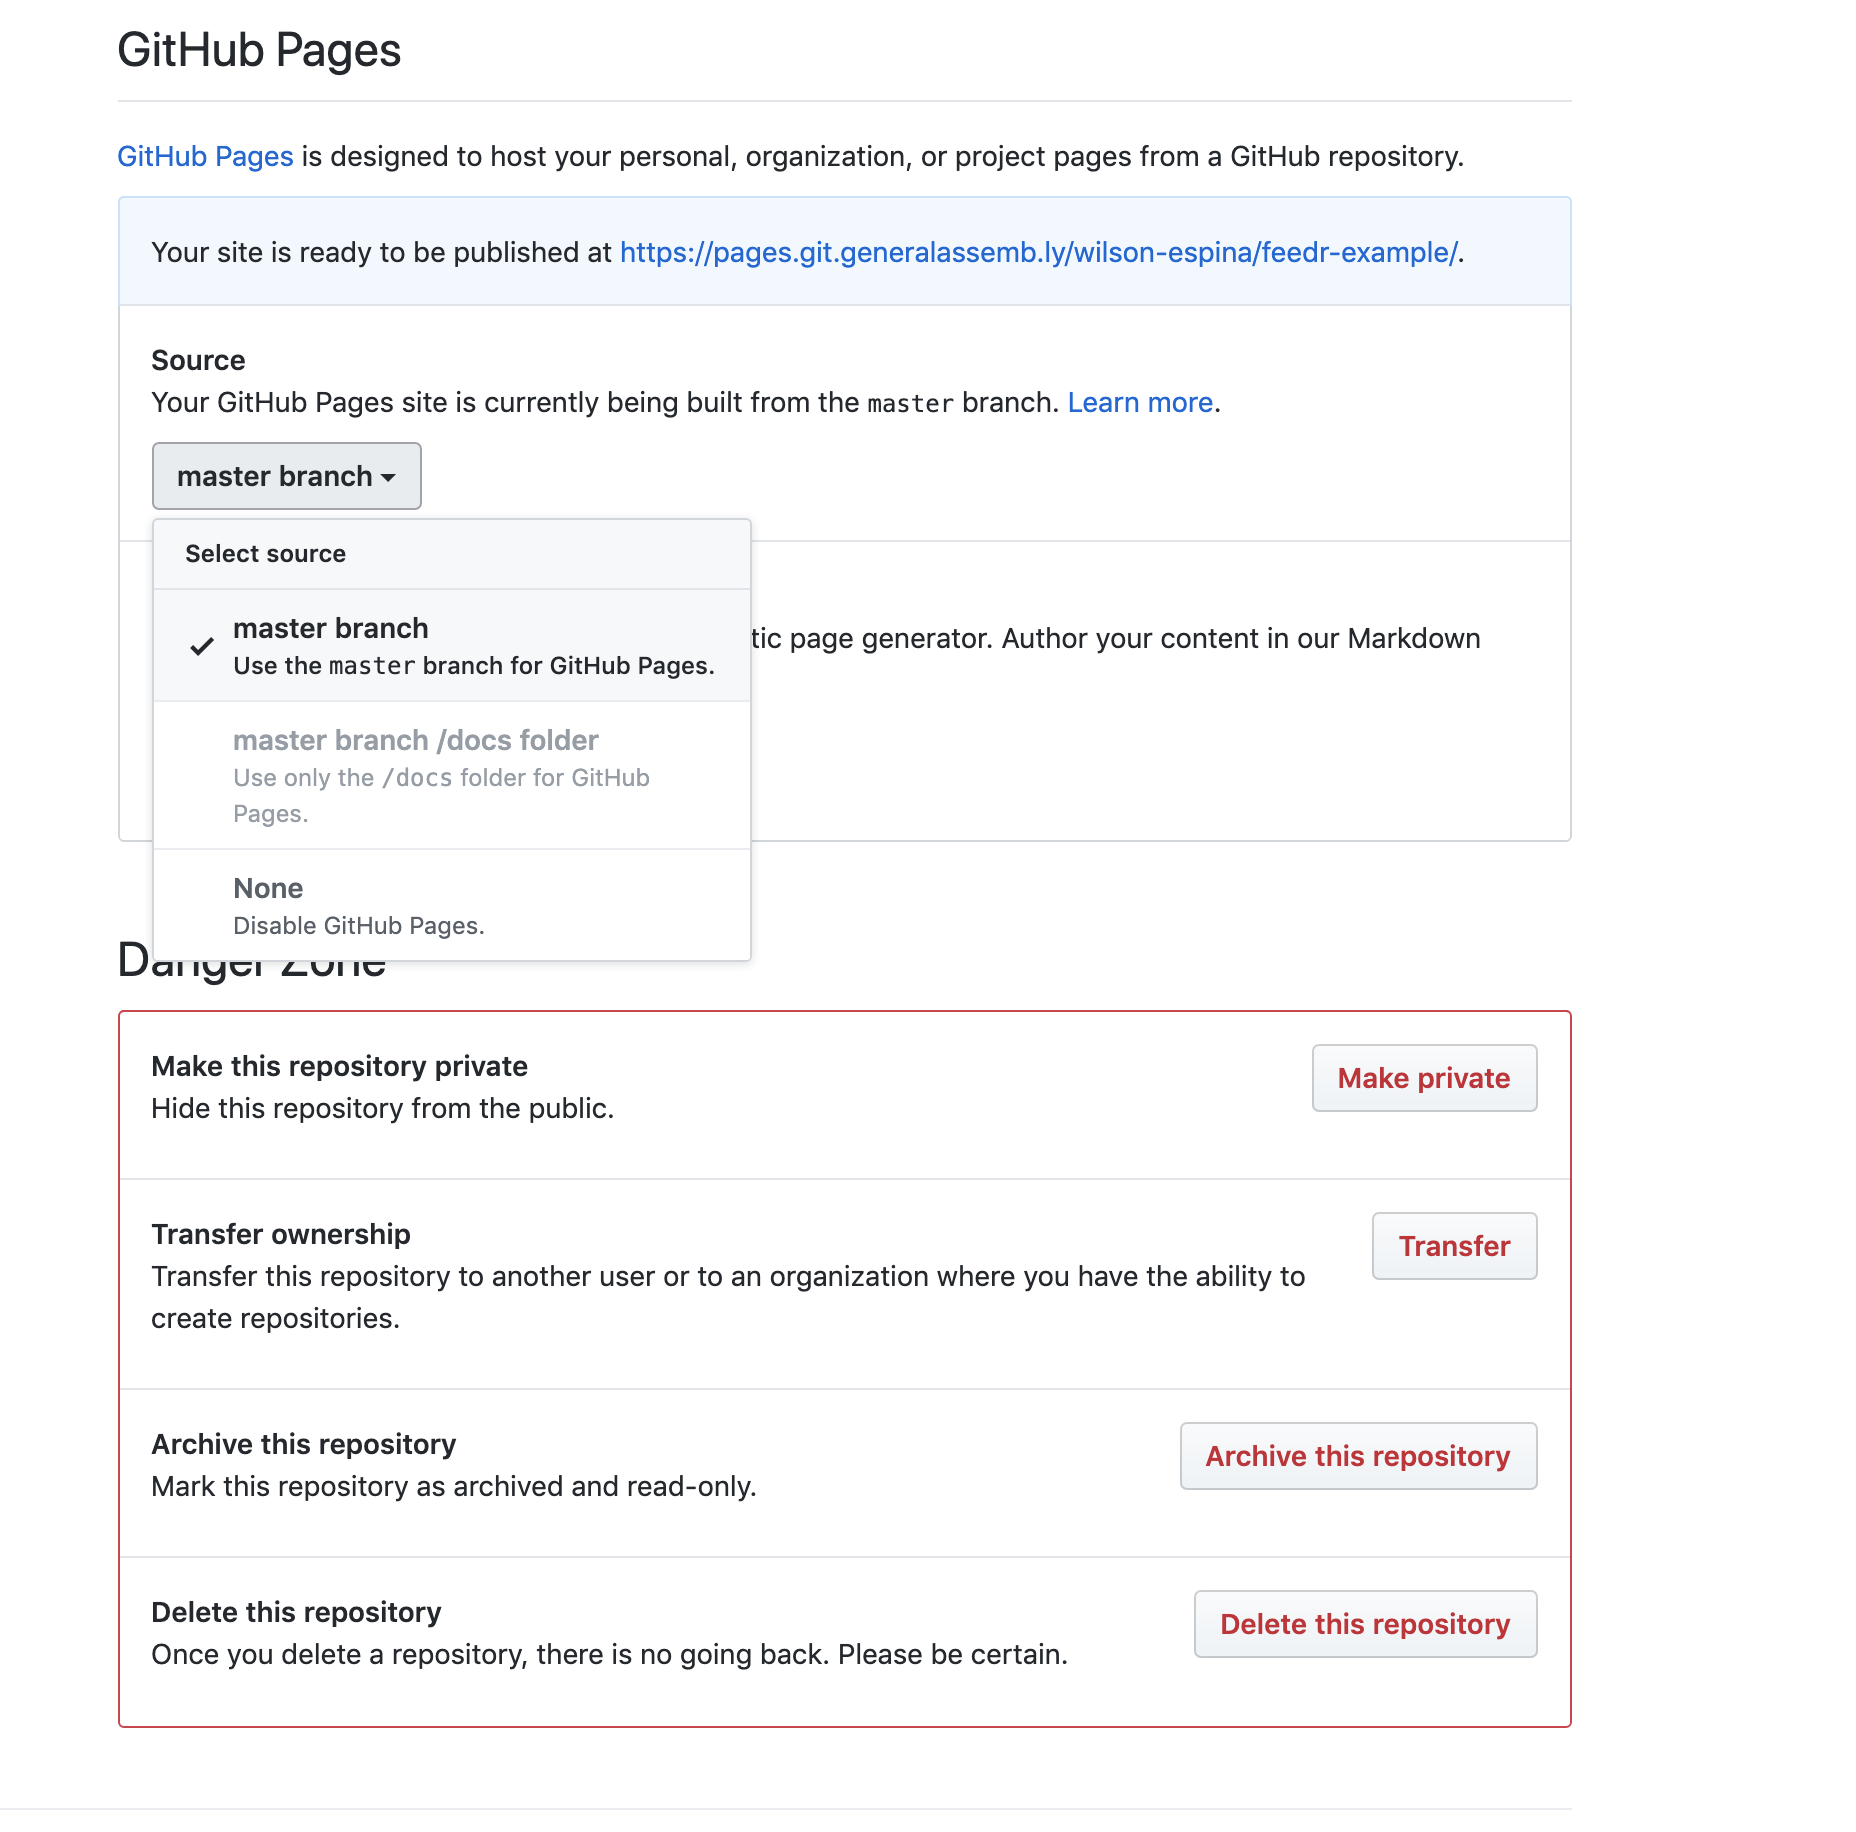 GitHub Pages
GitHub Pages is designed to host your personal, organization, or project pages from a GitHub repository.
Your site is ready to be published at https://pages.git.generalassemb.ly/wilson-espina/feedr-example/.
Source
Your GitHub Pages site is currently being built from the master branch. Learn more.
master branch
Select source
master branch
Use the master branch for GitHub Pages.
tic page generator. Author your content in our Markdown
master branch /docs folder
Use only the /docs folder for GitHub
Pages.
None
Disable GitHub Pages.
Danger Zone
Make this repository private
Hide this repository from the public.
Make private
Transfer ownership
Transfer this repository to another user or to an organization where you have the ability to
create repositories.
Transfer
Archive this repository
Mark this repository as archived and read-only.
Archive this repository
Delete this repository
Once you delete a repository, there is no going back. Please be certain.
Delete this repository